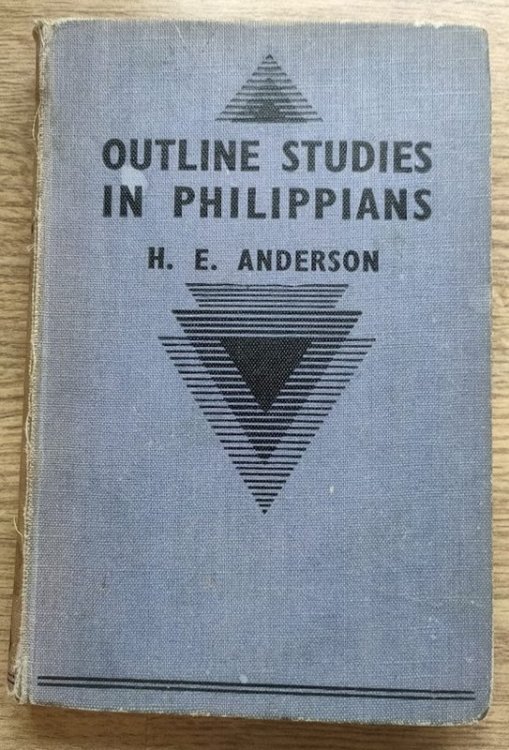 OUTLINE STUDIES
IN PHILIPPIANS
H. E. ANDERSON